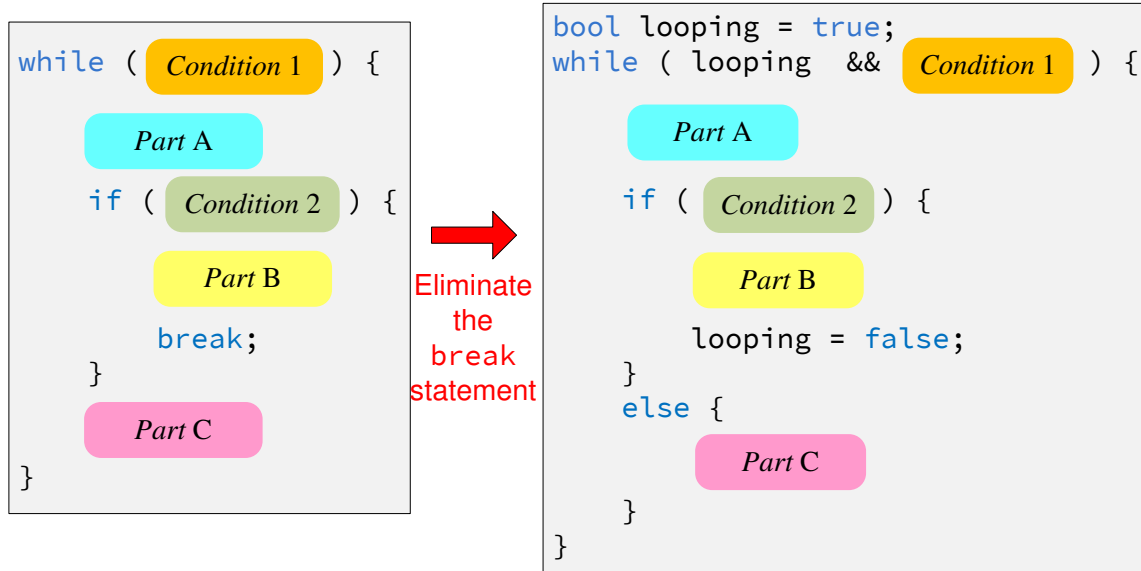 while ( Condition 1 ) {
Part A
if ( Condition 2 ) {
Part B
break;
}
Part C
}
Eliminate
the
break
statement
bool looping = true;
while ( looping && Condition 1 ) {
Part A
if ( Condition 2 ) {
Part B
looping = false;
}
else {
Part C
}
}